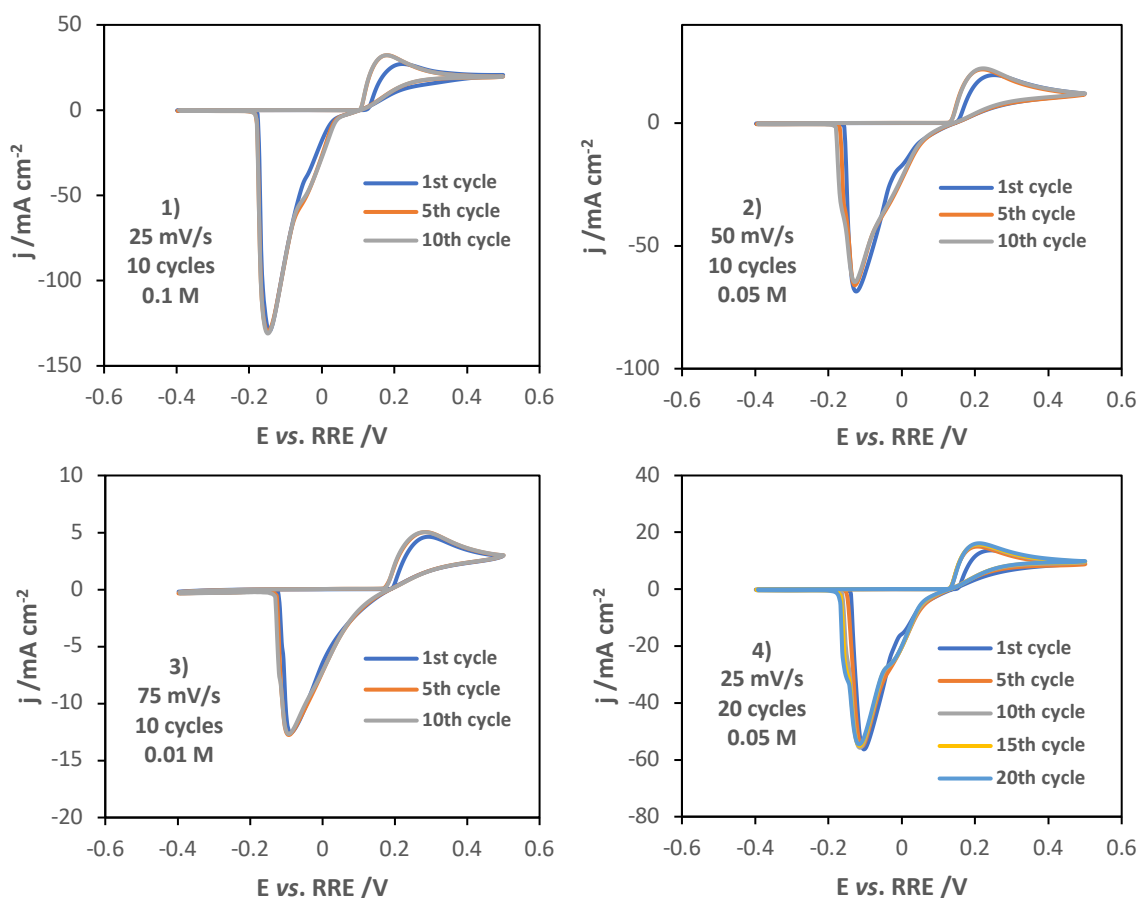 50
0
-50
-100
-150
j /mA cm-2
1)
25 mV/s
10 cycles
0.1 M
1st cycle
5th cycle
10th cycle
-0.6 -0.4 -0.2 0 0.2 0.4 0.6
E vs. RRE /V
0
-50
-100
j /mA cm-2
2)
50 mV/s
10 cycles
0.05 M
1st cycle
5th cycle
10th cycle
-0.6 -0.4 -0.2 0 0.2 0.4 0.6
E vs. RRE /V
10
5
0
-5
-10
-15
-20
j /mA cm-2
3)
75 mV/s
10 cycles
0.01 M
1st cycle
5th cycle
10th cycle
-0.6 -0.4 -0.2 0 0.2 0.4 0.6
E vs. RRE /V
40
20
0
-20
-40
-60
-80
j /mA cm-2
4)
25 mV/s
20 cycles
0.05 M
1st cycle
5th cycle
10th cycle
15th cycle
20th cycle
-0.6 -0.4 -0.2 0 0.2 0.4 0.6
E vs. RRE /V